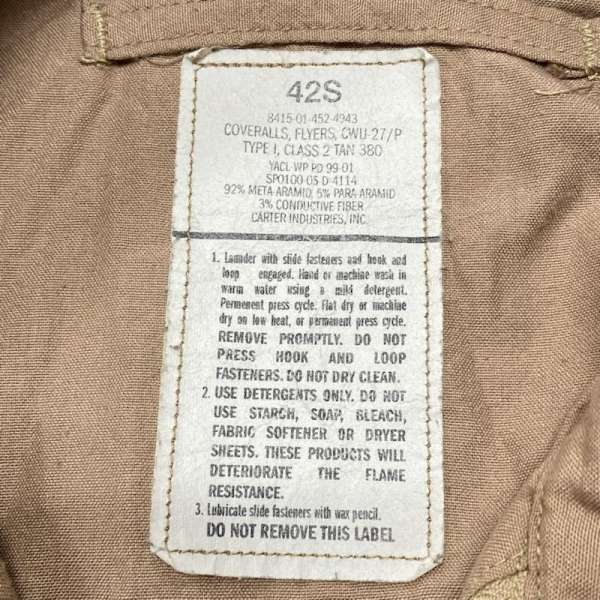 42S
8415-01-452-4943
COVERALLS, FLYERS, CWU-27/P
TYPE I, CLASS 2 TAN 380
YACL-WP PD 99-01
SPO100-03-D-4114
92% META-ARAMID, 5% PARA-ARAMID
3% CONDUCTIVE FIBER
CARTER INDUSTRIES, INC.
1. Launder with slide fasteners and hook and
loop engaged. Hand or machine wash in
warm water using a mild detergent.
Permenent press cycle. Flat dry or machine
dry on low heat, or permanent press cycle.
REMOVE PROMPTLY. DO NOT
PRESS HOOK AND LOOP
FASTENERS. DO NOT DRY CLEAN.
2. USE DETERGENTS ONLY. DO NOT
USE STARCH, SOAP, BLEACH,
FABRIC SOFTENER OR DRYER
SHEETS. THESE PRODUCTS WILL
DETERIORATE THE FLAME
RESISTANCE.
3. Lubricate slide fasteners with wax pencil.
DO NOT REMOVE THIS LABEL